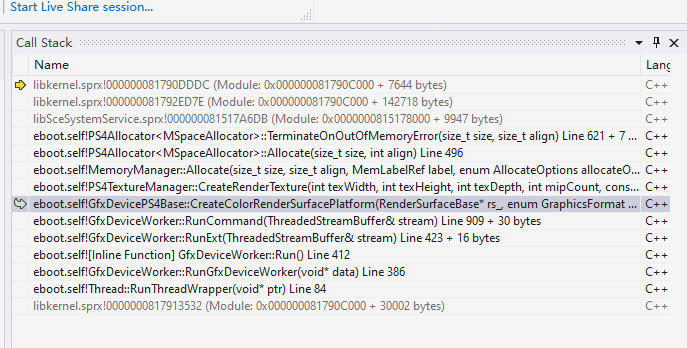 Start Live Share session...
Call Stack
Name Lang
libkernel.sprx!000000081790DDDC (Module: 0x000000081790C000 + 7644 bytes) C++
libkernel.sprx!000000081792ED7E (Module: 0x000000081790C000 + 142718 bytes) C++
libSceSystemService.sprx!000000081517A6DB (Module: 0x0000000815178000 + 9947 bytes) C++
eboot.self!PS4Allocator<MSpaceAllocator>::TerminateOnOutOfMemoryError(size_t size, size_t align) Line 621 + 7 ... C++
eboot.self!PS4Allocator<MSpaceAllocator>::Allocate(size_t size, int align) Line 496 C++
eboot.self!MemoryManager::Allocate(size_t size, size_t align, MemLabelRef label, enum AllocateOptions allocateO... C++
eboot.self!PS4TextureManager::CreateRenderTexture(int texWidth, int texHeight, int texDepth, int mipCount, cons... C++
eboot.self!GfxDevicePS4Base::CreateColorRenderSurfacePlatform(RenderSurfaceBase* rs_, enum GraphicsFormat ... C++
eboot.self!GfxDeviceWorker::RunCommand(ThreadedStreamBuffer& stream) Line 909 + 30 bytes C++
eboot.self!GfxDeviceWorker::RunExt(ThreadedStreamBuffer& stream) Line 423 + 16 bytes C++
eboot.self![Inline Function] GfxDeviceWorker::Run() Line 412 C++
eboot.self!GfxDeviceWorker::RunGfxDeviceWorker(void* data) Line 386 C++
eboot.self!Thread::RunThreadWrapper(void* ptr) Line 84 C++
libkernel.sprx!0000000817913532 (Module: 0x000000081790C000 + 30002 bytes) C++